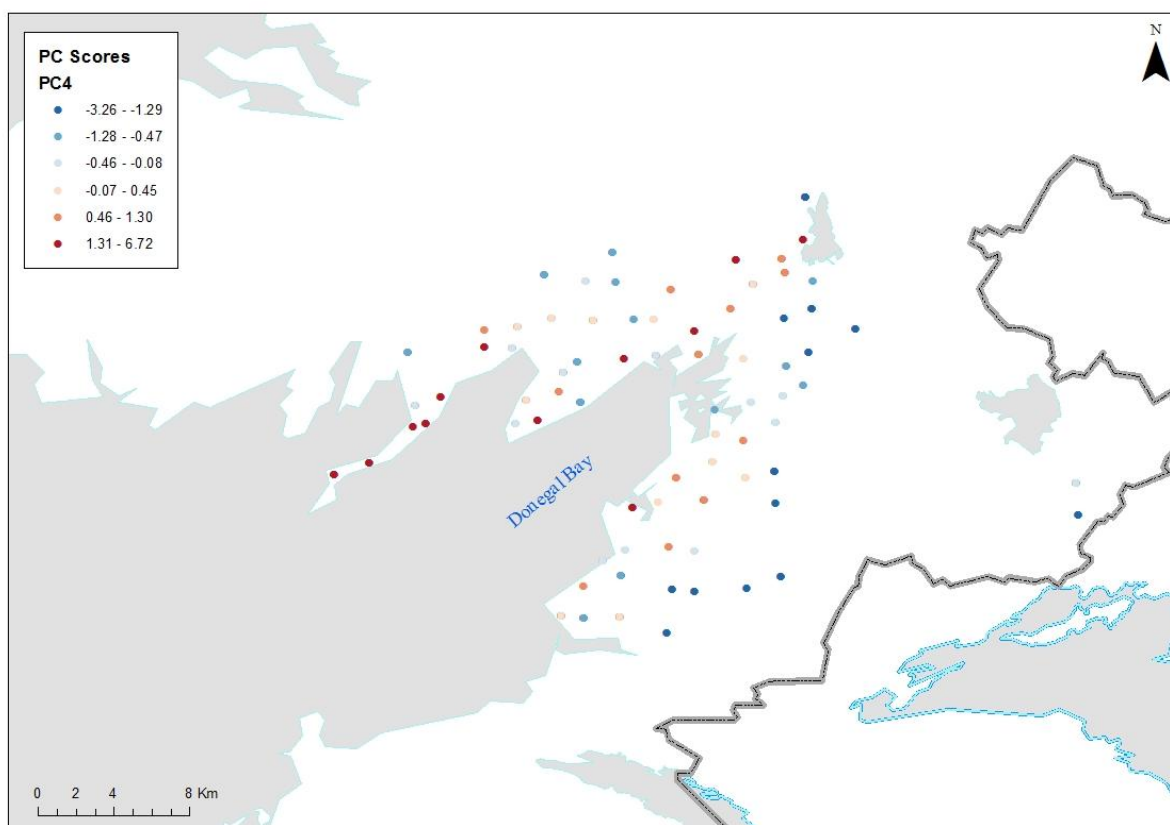 PC Scores
PC4
-3.26 - -1.29
-1.28 - -0.47
-0.46 - -0.08
-0.07 - 0.45
0.46 - 1.30
1.31 - 6.72
N
Donegal Bay
0 2 4 8 Km